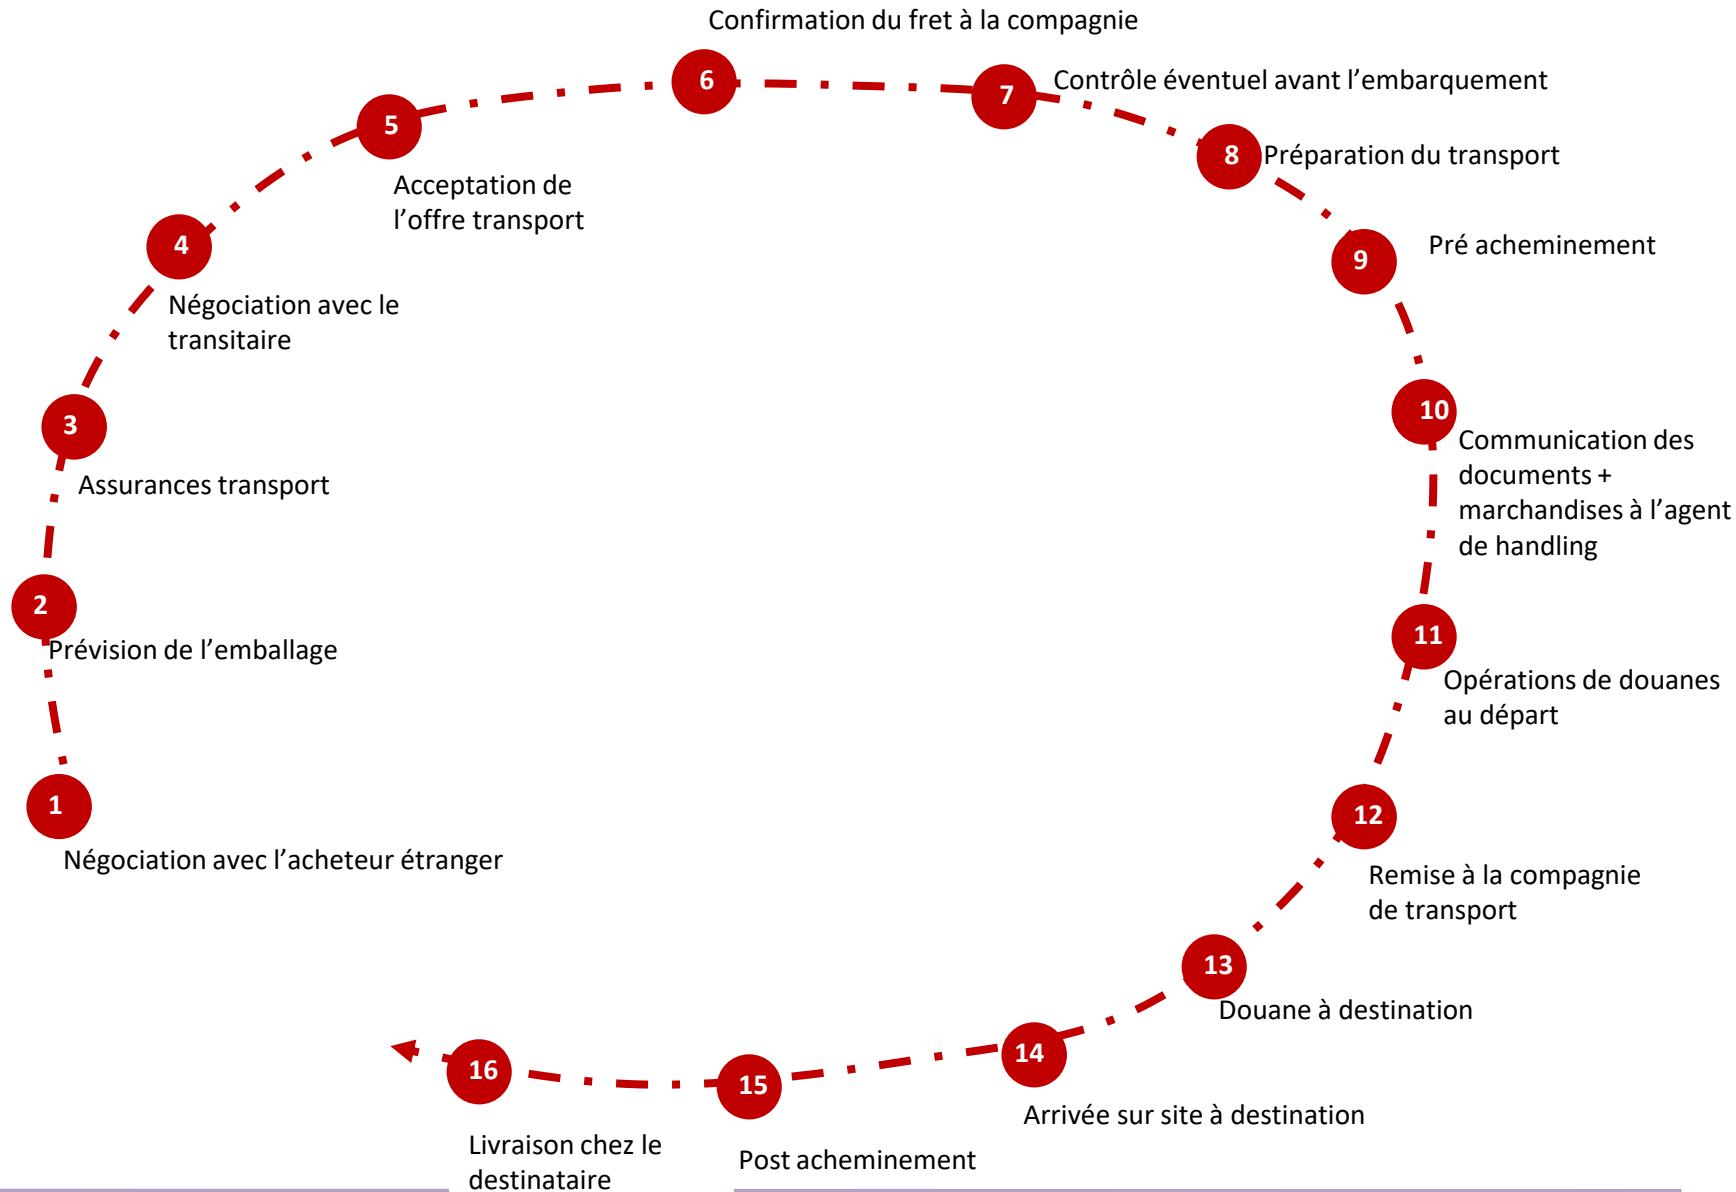 1
Négociation avec l’acheteur étranger
2
Prévision de l’emballage
3
Assurances transport
4
Négociation avec le
transitaire
5
Acceptation de
l’offre transport
6
Confirmation du fret à la compagnie
7
Contrôle éventuel avant l’embarquement
8
Préparation du transport
9
Pré acheminement
10
Communication des
documents +
marchandises à l’agent
de handling
11
Opérations de douanes
au départ
12
Remise à la compagnie
de transport
13
Douane à destination
14
Arrivée sur site à destination
15
Post acheminement
16
Livraison chez le
destinataire